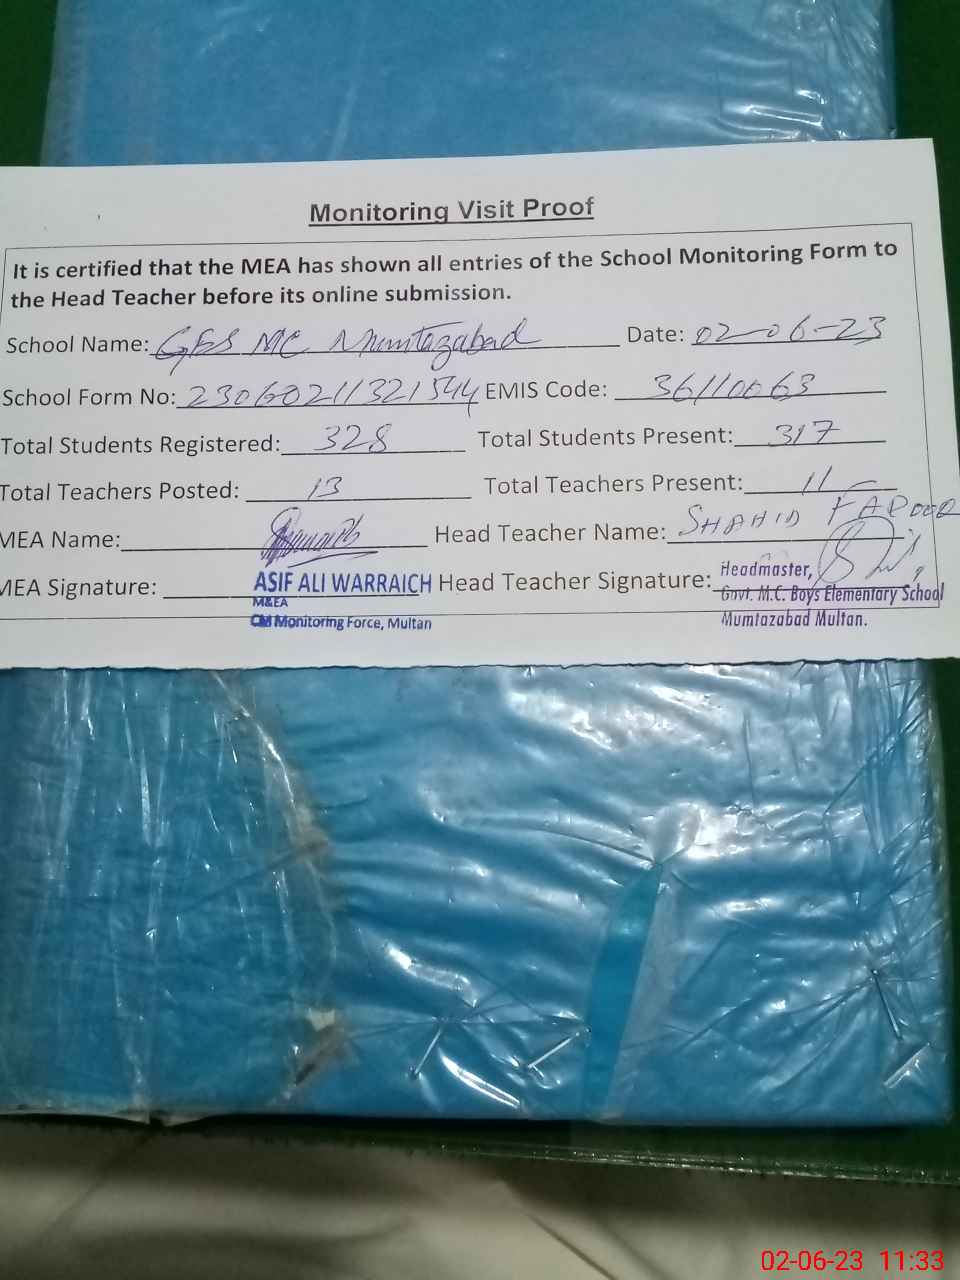 Monitoring Visit Proof
It is certified that the MEA has shown all entries of the School Monitoring Form to
the Head Teacher before its online submission.
School Name: GES MC Mumtazabad Date: 02-06-23
School Form No: 23060211321544 EMIS Code: 36110063
Total Students Registered: 328 Total Students Present: 317
Total Teachers Posted: 13 Total Teachers Present: 11
MEA Name: Head Teacher Name: SHAHID FAROOQ
MEA Signature: ASIF ALI WARRAICH Head Teacher Signature: Headmaster,
M&EA Govt. M.C. Boys Elementary School
CM Monitoring Force, Multan Mumtazabad Multan.
02-06-23 11:33